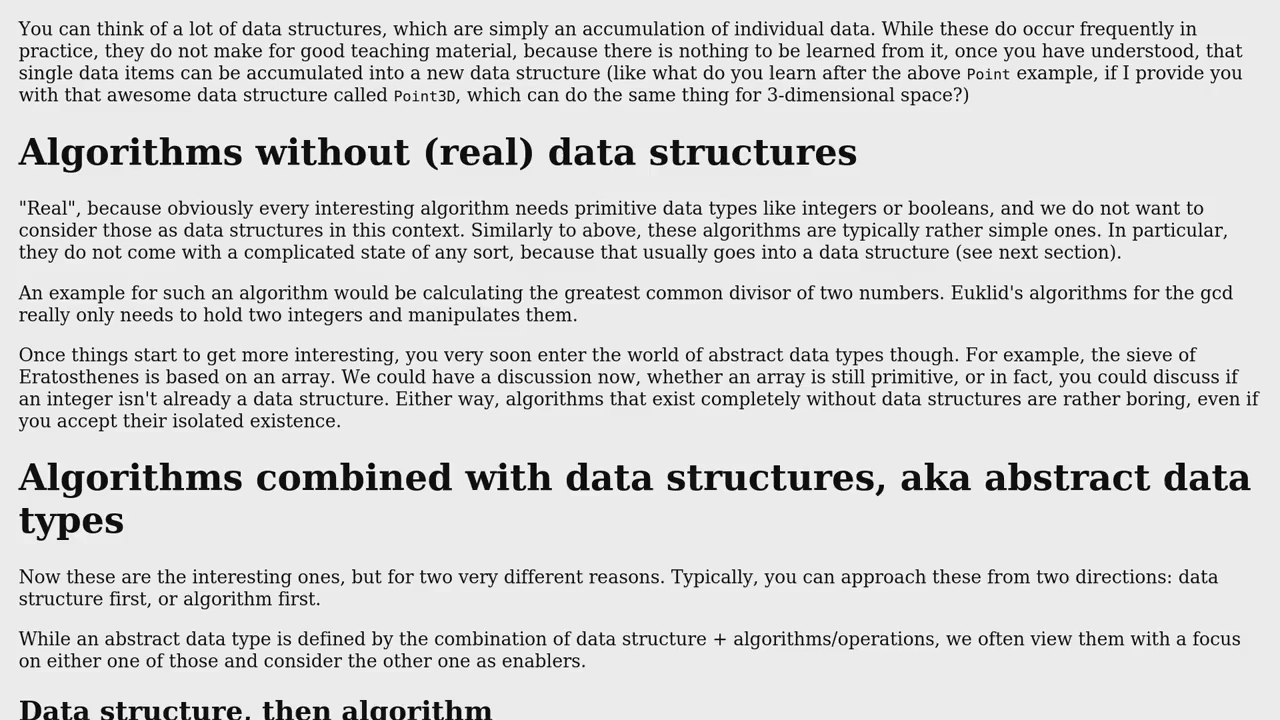 You can think of a lot of data structures, which are simply an accumulation of individual data. While these do occur frequently in
practice, they do not make for good teaching material, because there is nothing to be learned from it, once you have understood, that
single data items can be accumulated into a new data structure (like what do you learn after the above Point example, if I provide you
with that awesome data structure called Point3D, which can do the same thing for 3-dimensional space?)
Algorithms without (real) data structures
"Real", because obviously every interesting algorithm needs primitive data types like integers or booleans, and we do not want to
consider those as data structures in this context. Similarly to above, these algorithms are typically rather simple ones. In particular,
they do not come with a complicated state of any sort, because that usually goes into a data structure (see next section).
An example for such an algorithm would be calculating the greatest common divisor of two numbers. Euklid's algorithms for the gcd
really only needs to hold two integers and manipulates them.
Once things start to get more interesting, you very soon enter the world of abstract data types though. For example, the sieve of
Eratosthenes is based on an array. We could have a discussion now, whether an array is still primitive, or in fact, you could discuss if
an integer isn't already a data structure. Either way, algorithms that exist completely without data structures are rather boring, even if
you accept their isolated existence.
Algorithms combined with data structures, aka abstract data
types
Now these are the interesting ones, but for two very different reasons. Typically, you can approach these from two directions: data
structure first, or algorithm first.
While an abstract data type is defined by the combination of data structure + algorithms/operations, we often view them with a focus
on either one of those and consider the other one as enablers.
Data structure, then algorithm